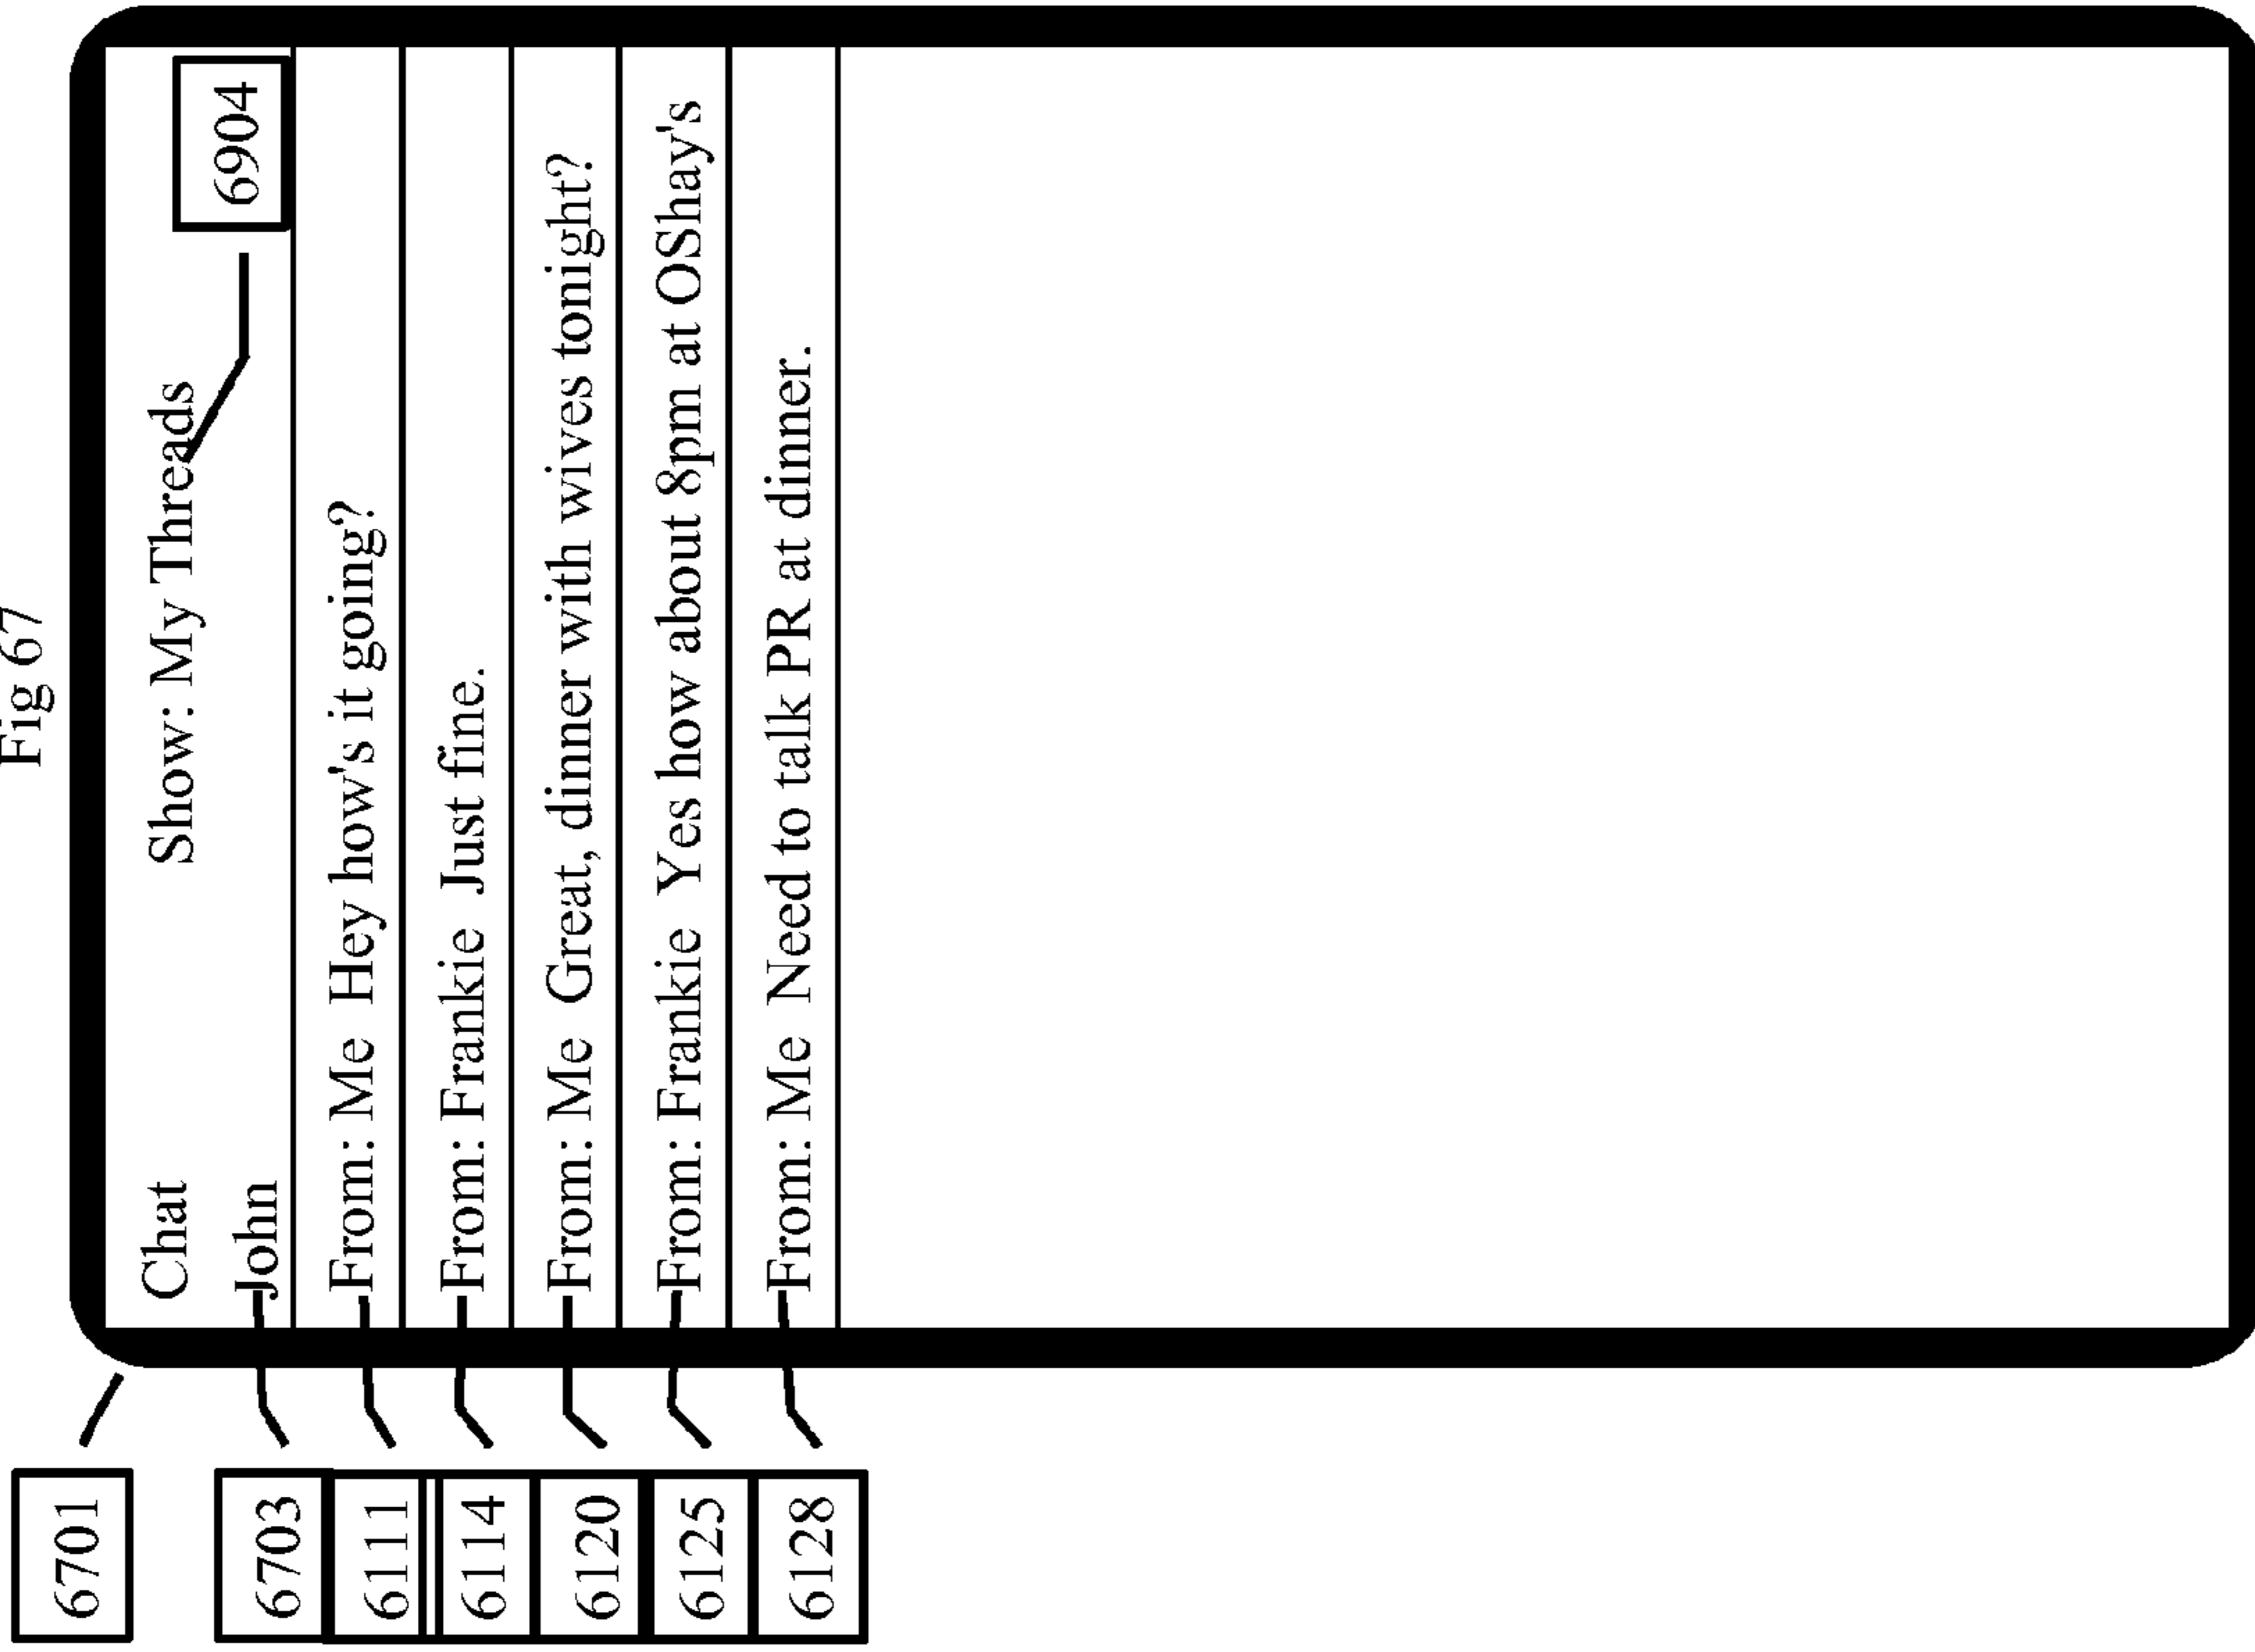 Fig 67
6701
Chat Show: My Threads
6904
6703 John
6111 From: Me Hey how's it going?
6114 From: Frankie Just fine.
6120 From: Me Great, dinner with wives tonight?
6125 From: Frankie Yes how about 8pm at OShay's
6128 From: Me Need to talk PR at dinner.